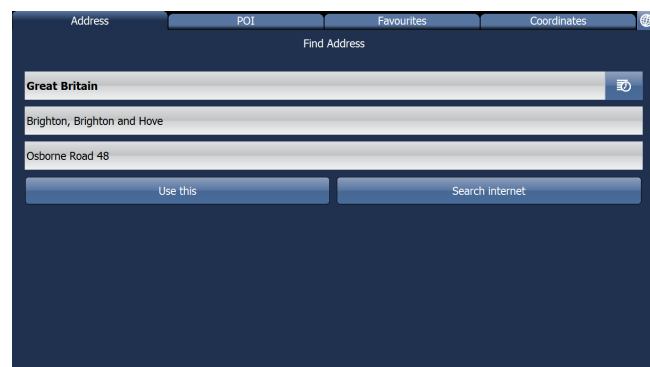 Address POI Favourites Coordinates
Find Address
Great Britain
Brighton, Brighton and Hove
Osborne Road 48
Use this Search internet